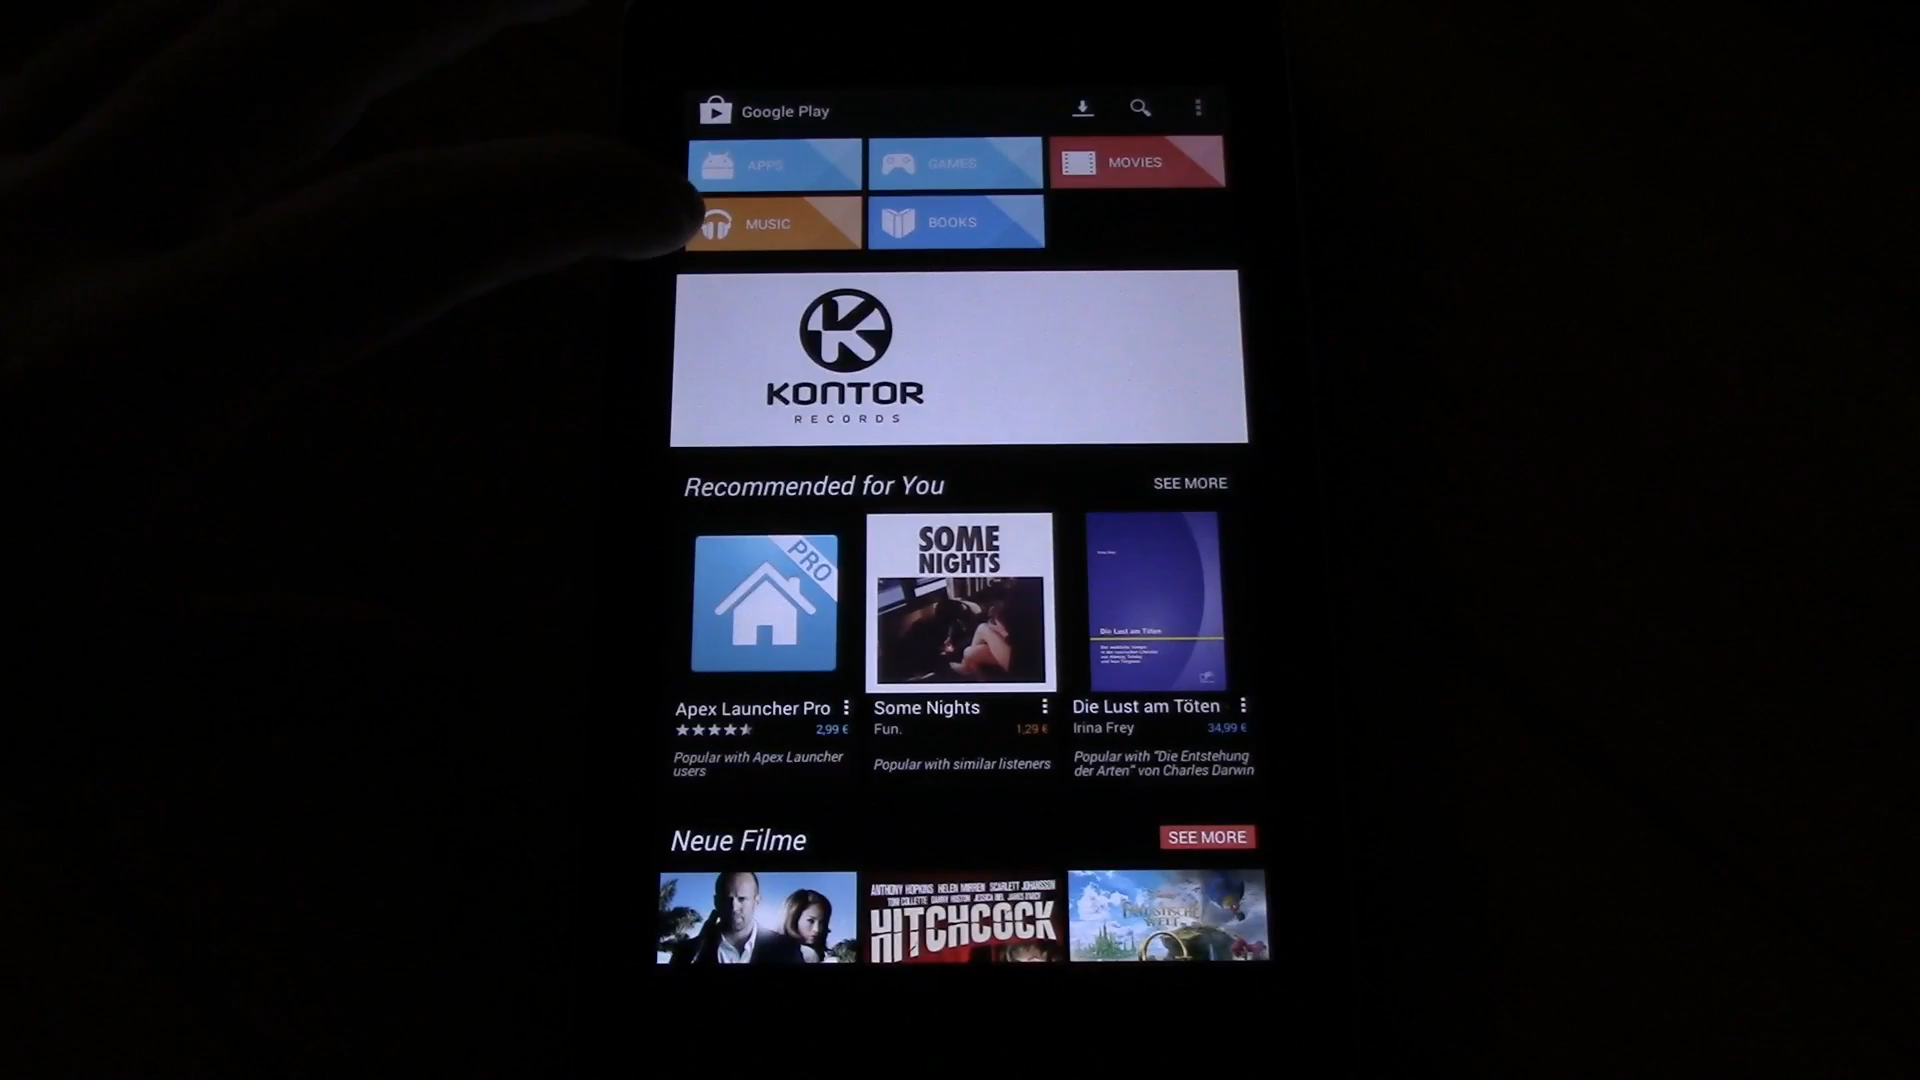 Google Play
APPS
GAMES
MOVIES
MUSIC
BOOKS
KONTOR
RECORDS
Recommended for You
SEE MORE
PRO
SOME
NIGHTS
Die Lust am Töten
Apex Launcher Pro
2,99 €
Popular with Apex Launcher
users
Some Nights
Fun.
1,29 €
Popular with similar listeners
Die Lust am Töten
Irina Frey
34,99 €
Popular with "Die Entstehung
der Arten" von Charles Darwin
Neue Filme
SEE MORE
ANTHONY HOPKINS HELEN MIRREN SCARLETT JOHANSSON
TONI COLLETTE DANNY HUSTON JESSICA BIEL JAMES D'ARCY
HITCHCOCK
FANTASTISCHE
WELT